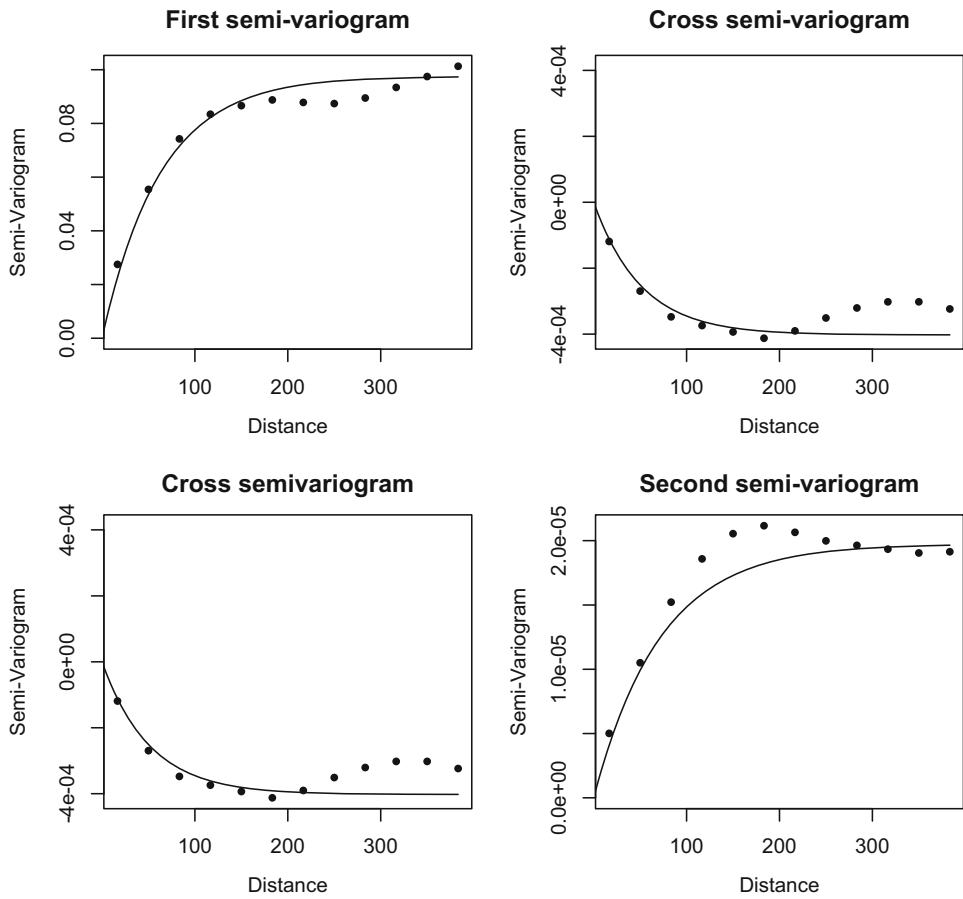 First semi-variogram
Semi-Variogram
0.00 0.04 0.08
100 200 300
Distance
Cross semi-variogram
Semi-Variogram
-4e-04 0e+00 4e-04
100 200 300
Distance
Cross semivariogram
Semi-Variogram
-4e-04 0e+00 4e-04
100 200 300
Distance
Second semi-variogram
Semi-Variogram
0.0e+00 1.0e-05 2.0e-05
100 200 300
Distance